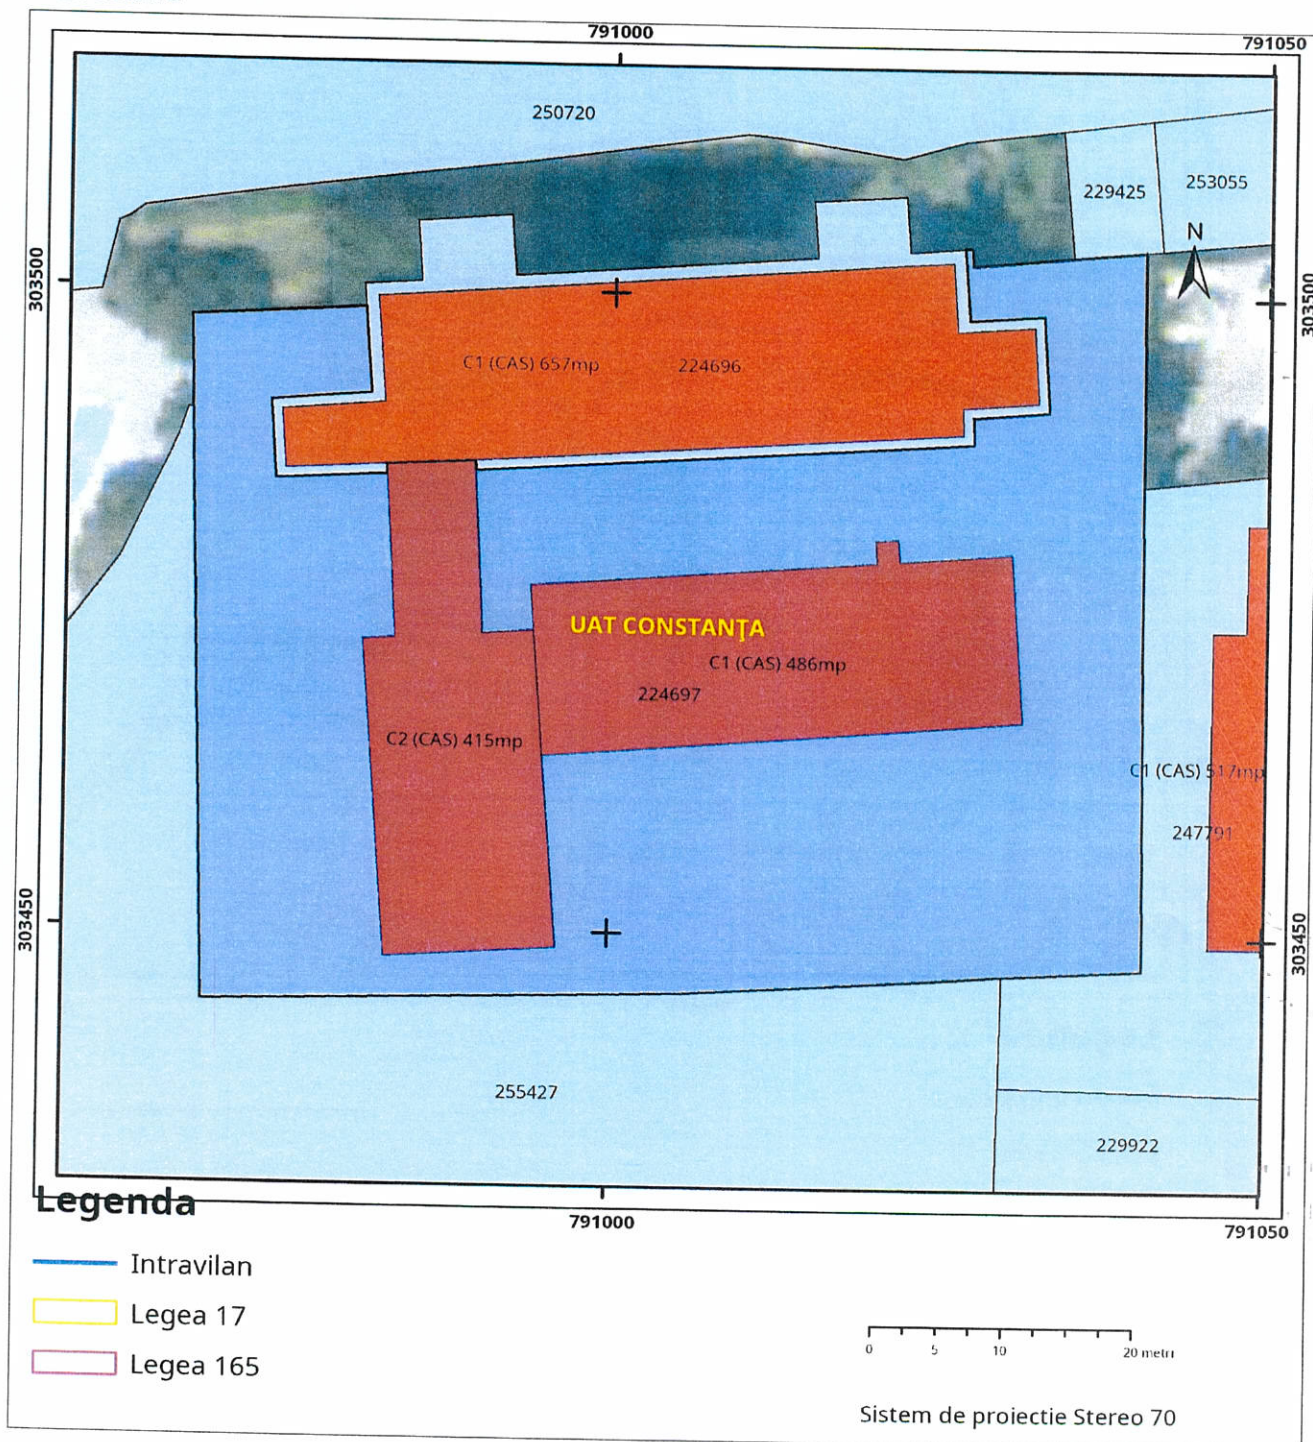 791000
791050
250720
229425
253055
N
303500
303500
C1 (CAS) 657mp
224696
UAT CONSTANŢA
C1 (CAS) 486mp
224697
C2 (CAS) 415mp
C1 (CAS) 517mp
247791
303450
303450
255427
229922
791000
791050
Legenda
Intravilan
Legea 17
Legea 165
0 5 10 20 metri
Sistem de proiectie Stereo 70